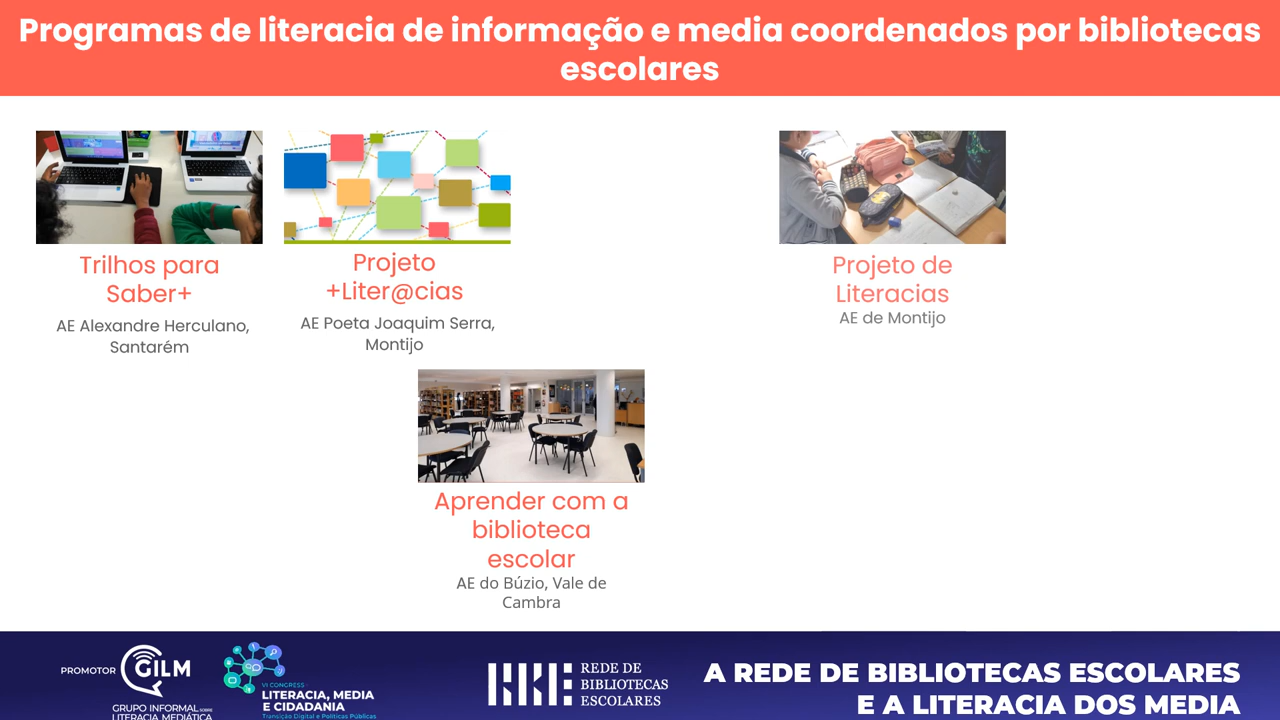 Programas de literacia de informação e media coordenados por bibliotecas
escolares
Trilhos para
Saber+
AE Alexandre Herculano,
Santarém
Projeto
+Liter@cias
AE Poeta Joaquim Serra,
Montijo
Projeto de
Literacias
AE de Montijo
Aprender com a
biblioteca
escolar
AE do Búzio, Vale de
Cambra
PROMOTOR
GILM
GRUPO INFORMAL SOBRE
LITERACIA MEDIÁTICA
VI CONGRESSO
LITERACIA, MEDIA
E CIDADANIA
Transição Digital e Políticas Públicas
REDE DE
BIBLIOTECAS
ESCOLARES
A REDE DE BIBLIOTECAS ESCOLARES
E A LITERACIA DOS MEDIA